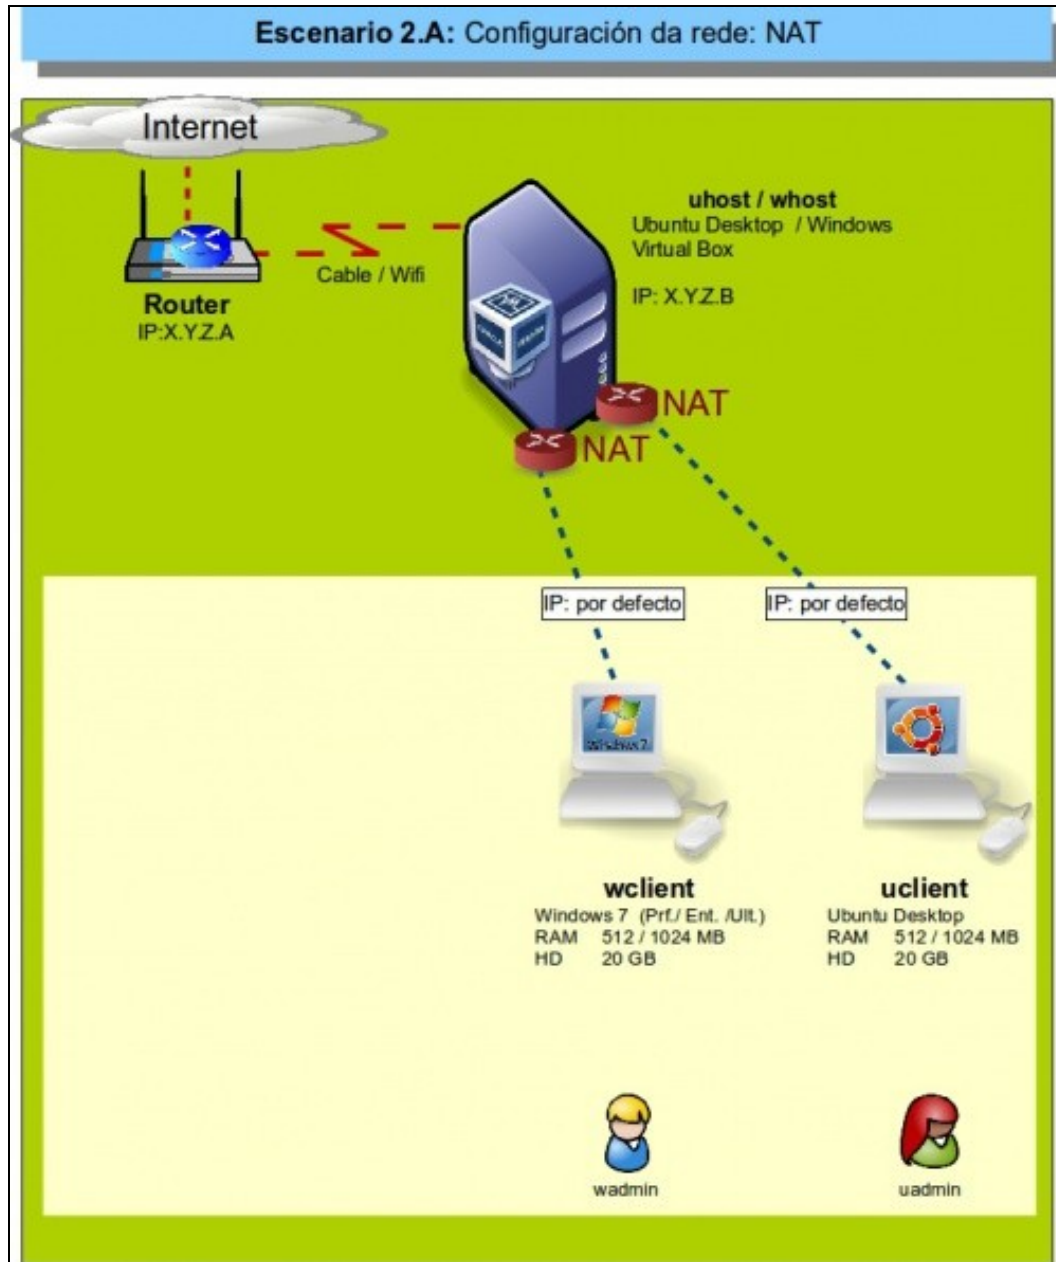 Escenario 2.A: Configuración da rede: NAT
Internet
Cable / Wifi
Router
IP:X.Y.Z.A
uhost / whost
Ubuntu Desktop / Windows
Virtual Box
IP: X.Y.Z.B
NAT
NAT
IP: por defecto
IP: por defecto
Windows 7
wclient
Windows 7 (Prf./ Ent. /Ult.)
RAM 512 / 1024 MB
HD 20 GB
uclient
Ubuntu Desktop
RAM 512 / 1024 MB
HD 20 GB
wadmin
uadmin